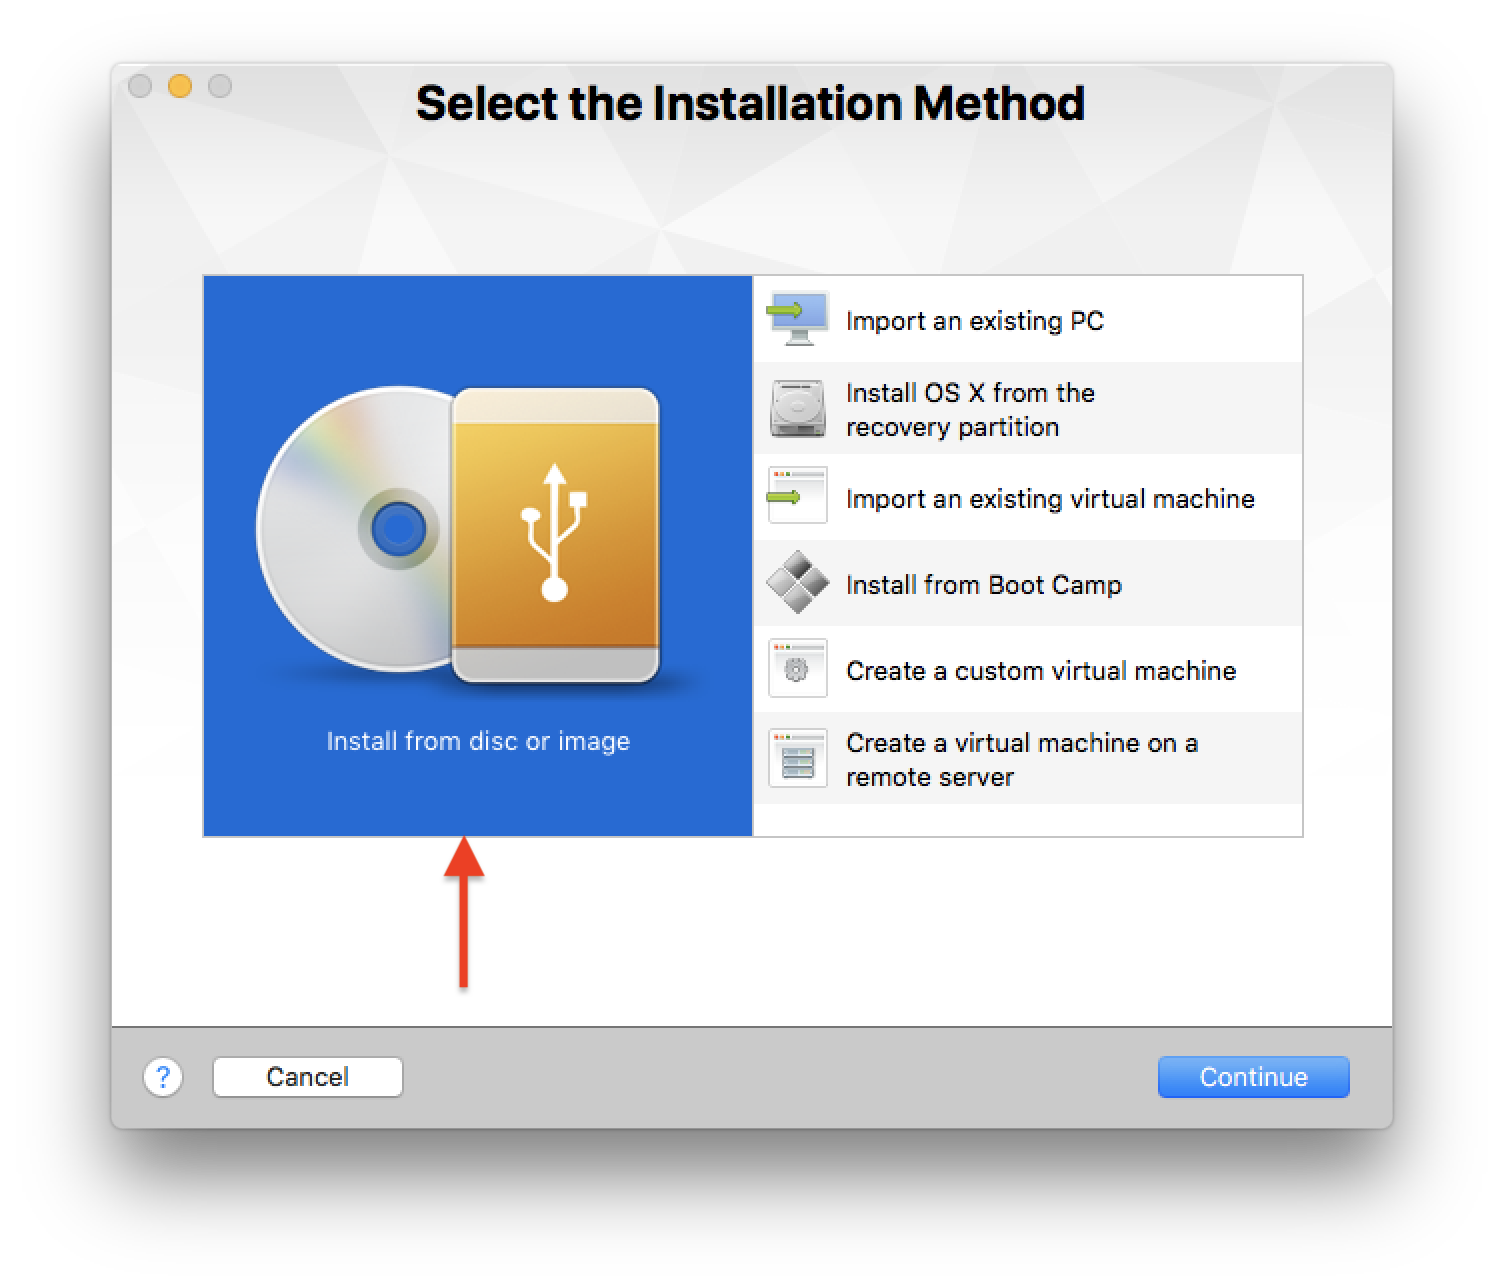 Select the Installation Method
Install from disc or image
Import an existing PC
Install OS X from the
recovery partition
Import an existing virtual machine
Install from Boot Camp
Create a custom virtual machine
Create a virtual machine on a
remote server
?
Cancel
Continue